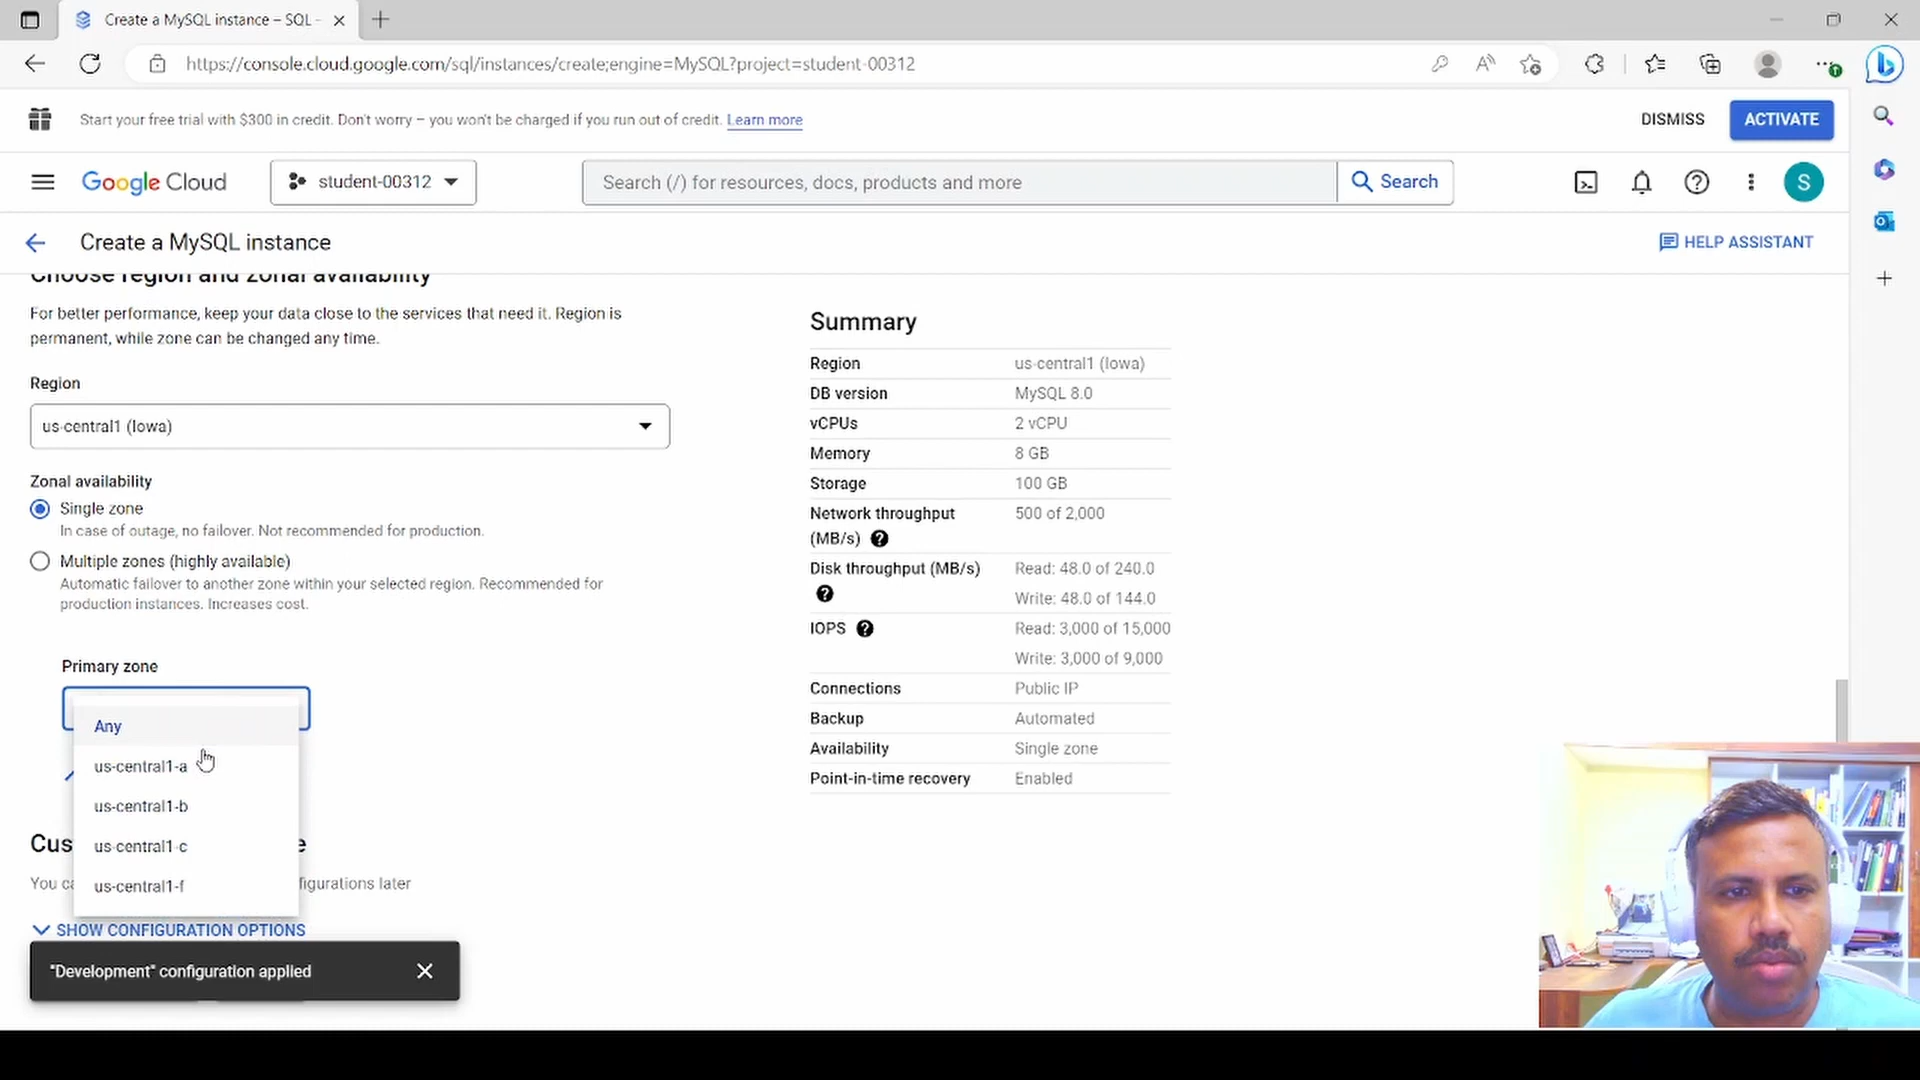 Create a MySQL instance – SQL –
https://console.cloud.google.com/sql/instances/create;engine=MySQL?project=student-00312
Start your free trial with $300 in credit. Don't worry – you won't be charged if you run out of credit. Learn more
DISMISS
ACTIVATE
Google Cloud
student-00312
Search (/) for resources, docs, products and more
Search
S
Create a MySQL instance
HELP ASSISTANT
Choose region and zonal availability
For better performance, keep your data close to the services that need it. Region is
permanent, while zone can be changed any time.
Region
us-central1 (Iowa)
Zonal availability
Single zone
In case of outage, no failover. Not recommended for production.
Multiple zones (highly available)
Automatic failover to another zone within your selected region. Recommended for
production instances. Increases cost.
Primary zone
Any
us-central1-a
us-central1-b
us-central1-c
us-central1-f
SHOW CONFIGURATION OPTIONS
"Development" configuration applied
Summary
Region us-central1 (Iowa)
DB version MySQL 8.0
vCPUs 2 vCPU
Memory 8 GB
Storage 100 GB
Network throughput 500 of 2,000
(MB/s)
Disk throughput (MB/s) Read: 48.0 of 240.0
Write: 48.0 of 144.0
IOPS Read: 3,000 of 15,000
Write: 3,000 of 9,000
Connections Public IP
Backup Automated
Availability Single zone
Point-in-time recovery Enabled